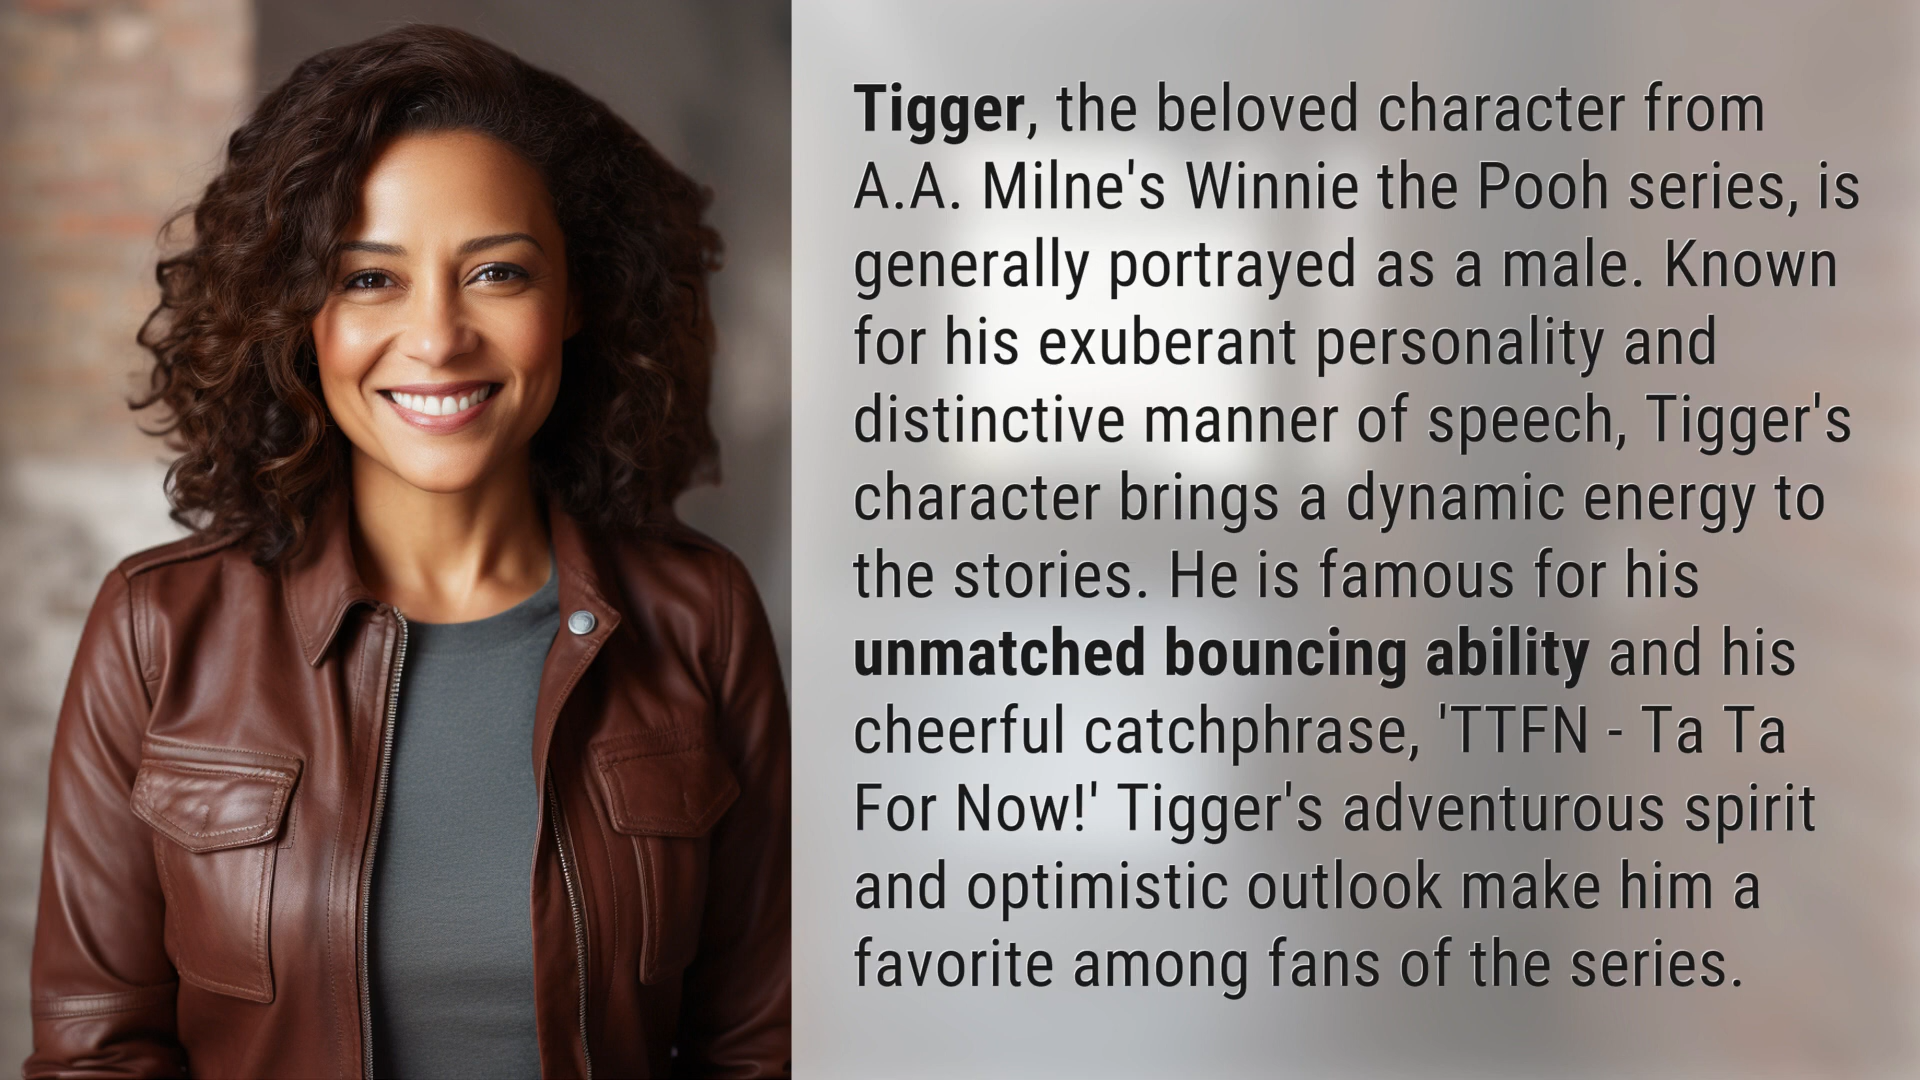 Tigger, the beloved character from
A.A. Milne's Winnie the Pooh series, is
generally portrayed as a male. Known
for his exuberant personality and
distinctive manner of speech, Tigger's
character brings a dynamic energy to
the stories. He is famous for his
unmatched bouncing ability and his
cheerful catchphrase, 'TTFN - Ta Ta
For Now!' Tigger's adventurous spirit
and optimistic outlook make him a
favorite among fans of the series.